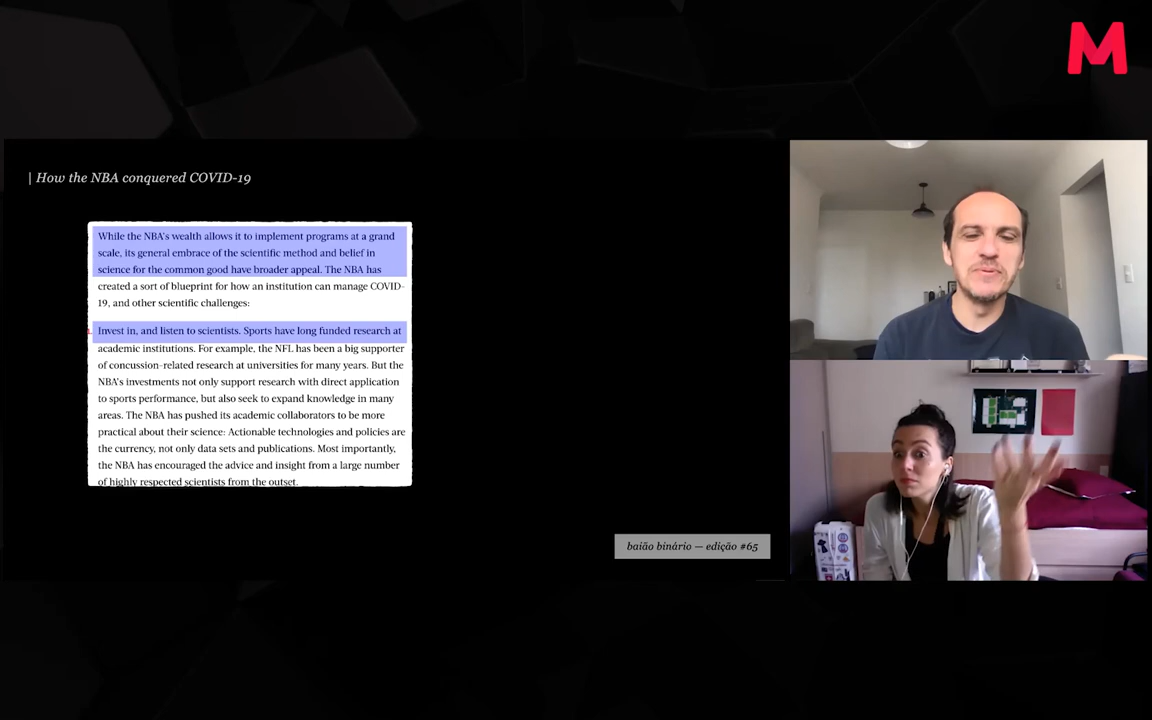 M
| How the NBA conquered COVID-19
While the NBA's wealth allows it to implement programs at a grand
scale, its general embrace of the scientific method and belief in
science for the common good have broader appeal. The NBA has
created a sort of blueprint for how an institution can manage COVID-
19, and other scientific challenges:
Invest in, and listen to scientists. Sports have long funded research at
academic institutions. For example, the NFL has been a big supporter
of concussion-related research at universities for many years. But the
NBA's investments not only support research with direct application
to sports performance, but also seek to expand knowledge in many
areas. The NBA has pushed its academic collaborators to be more
practical about their science: Actionable technologies and policies are
the currency, not only data sets and publications. Most importantly,
the NBA has encouraged the advice and insight from a large number
of highly respected scientists from the outset.
baião binário — edição #65